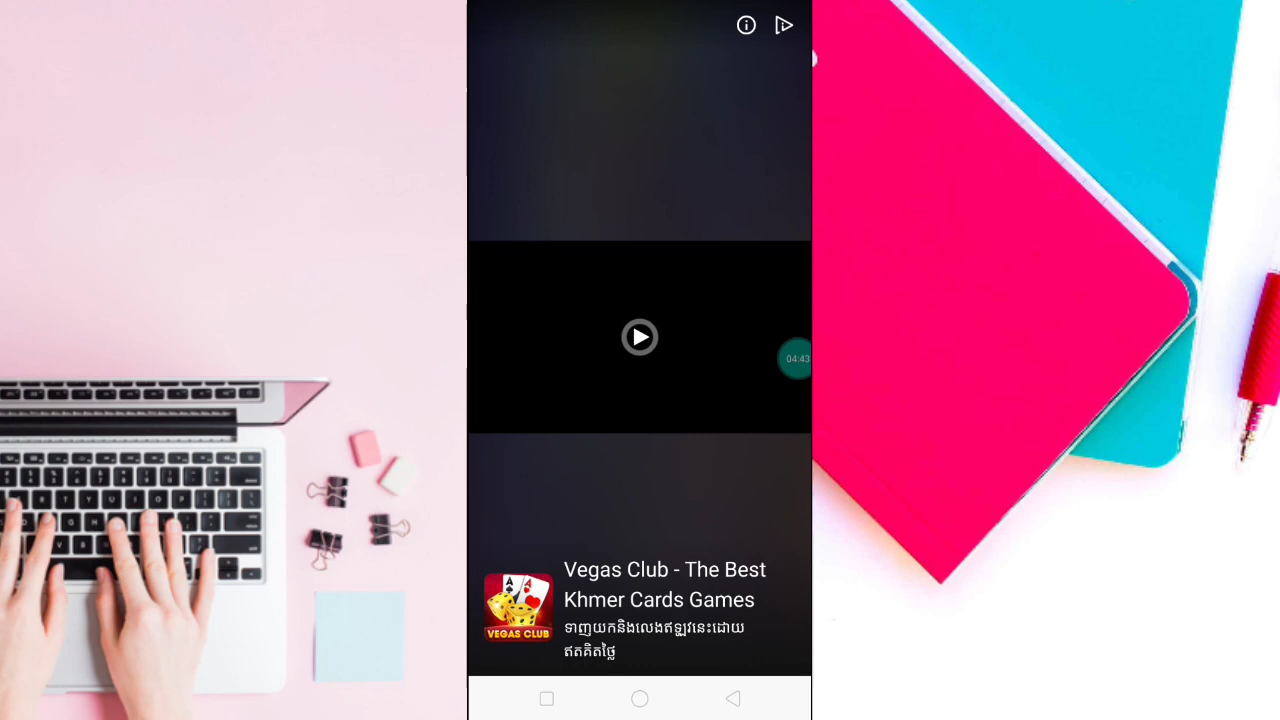 04:43
Vegas Club - The Best
Khmer Cards Games
ទាញយកនិងលេងឥឡូវនេះដោយ
ឥតគិតថ្លៃ
VEGAS CLUB